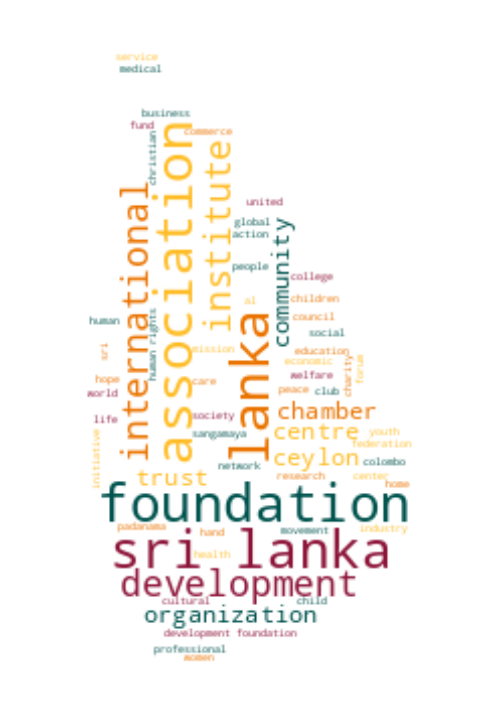 service
medical
business
fund
commerce
christian
association
institute
international
united
global
action
community
people
college
al
children
human
human rights
lanka
council
social
sri
mission
education
economic
charity
forum
hope
care
welfare
world
peace
club
life
society
chamber
initiative
sangamaya
centre
youth
federation
network
ceylon
colombo
trust
research
center
home
foundation
padanama
hand
movement
industry
sri lanka
health
development
cultural
child
organization
development foundation
professional
women